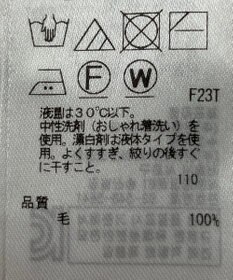 F
W
F23T
液温は30℃以下。
中性洗剤（おしゃれ着洗い）を
使用。漂白剤は液体タイプを使
用。よくすすぎ、絞りの後すぐ
に干すこと。
110
品質
毛 100%